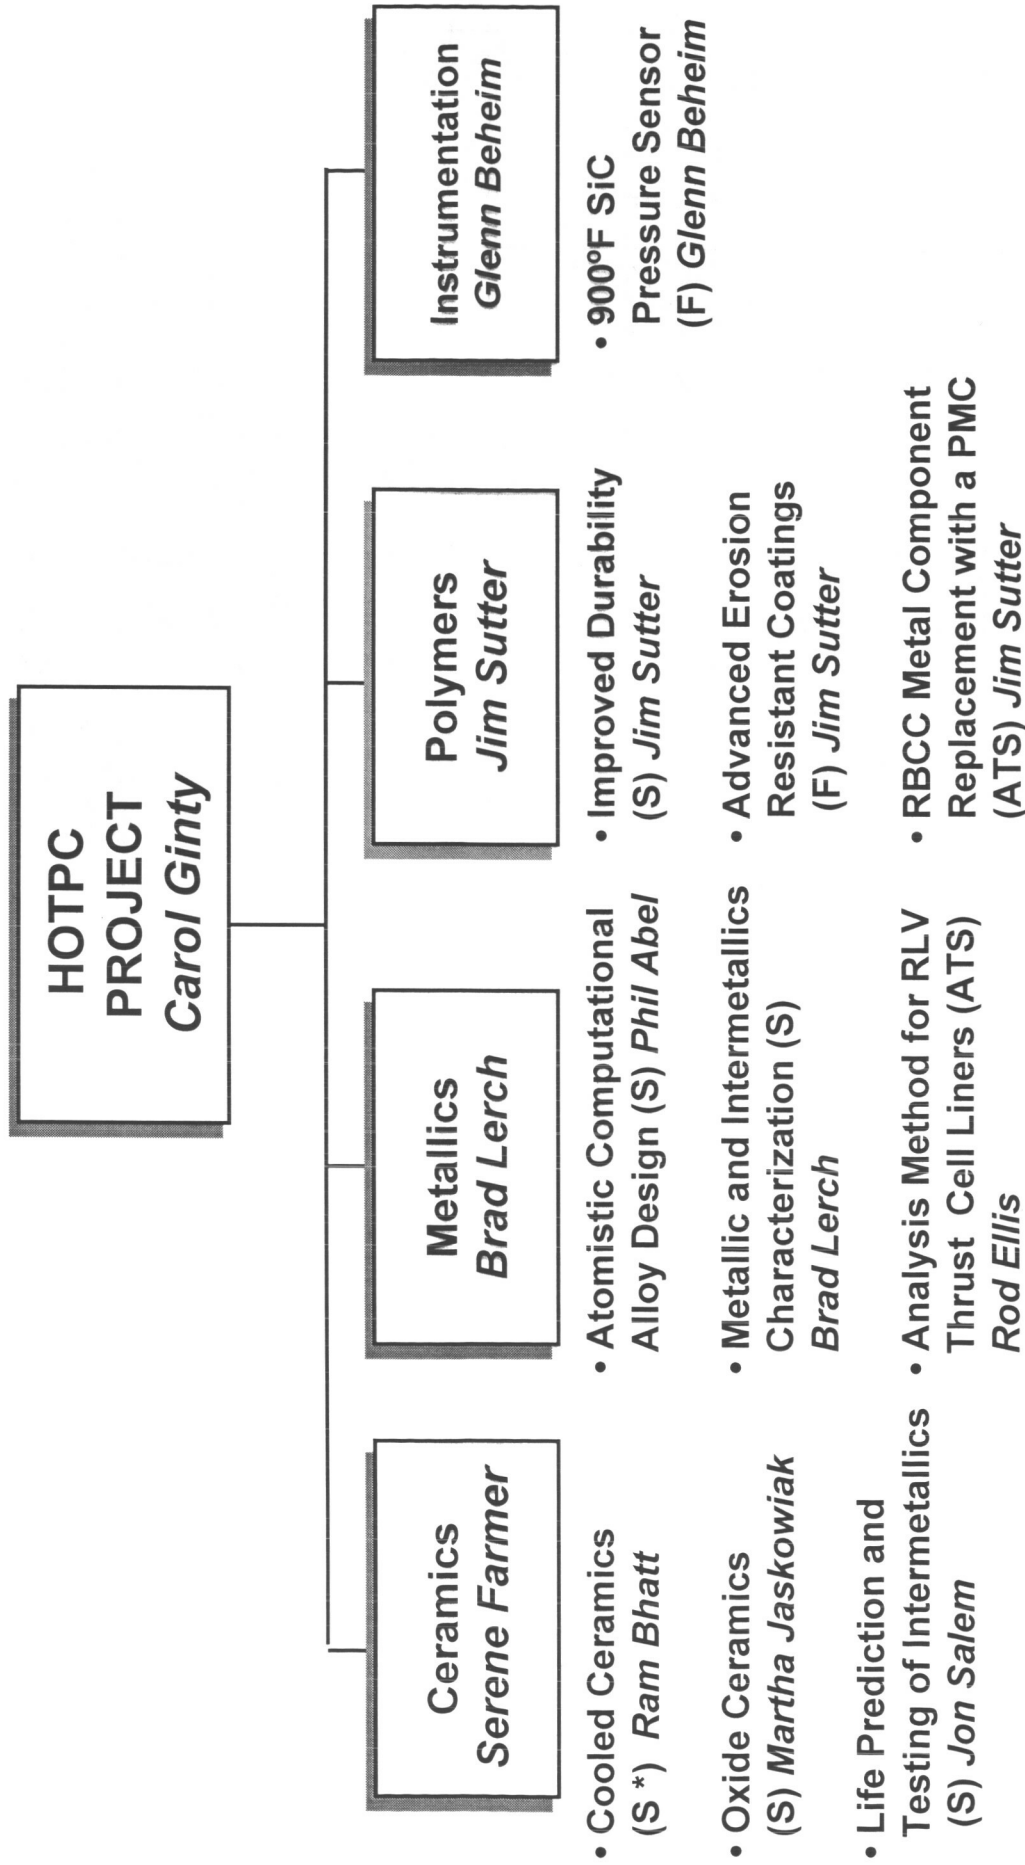 HOTPC
PROJECT
Carol Ginty
Ceramics
Serene Farmer
• Cooled Ceramics
(S *) Ram Bhatt
• Oxide Ceramics
(S) Martha Jaskowiak
• Life Prediction and
Testing of Intermetallics
(S) Jon Salem
Metallics
Brad Lerch
• Atomistic Computational
Alloy Design (S) Phil Abel
• Metallic and Intermetallics
Characterization (S)
Brad Lerch
• Analysis Method for RLV
Thrust Cell Liners (ATS)
Rod Ellis
Polymers
Jim Sutter
• Improved Durability
(S) Jim Sutter
• Advanced Erosion
Resistant Coatings
(F) Jim Sutter
• RBCC Metal Component
Replacement with a PMC
(ATS) Jim Sutter
Instrumentation
Glenn Beheim
• 900ºF SiC
Pressure Sensor
(F) Glenn Beheim